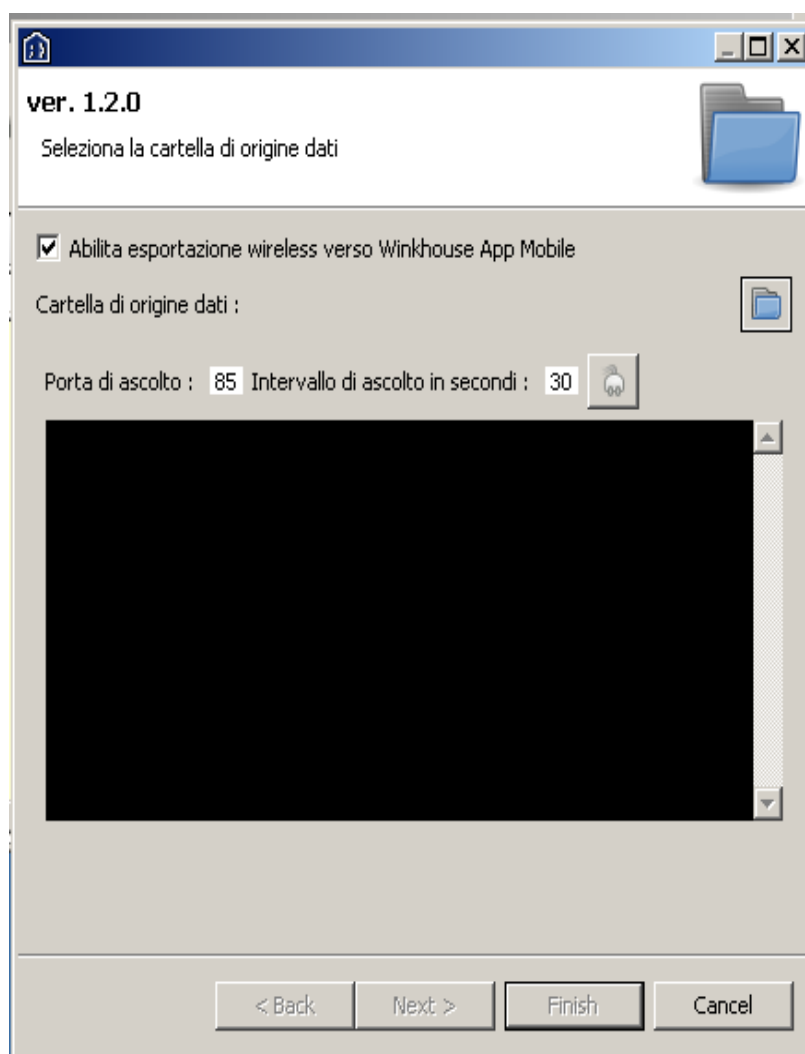 ver. 1.2.0
Seleziona la cartella di origine dati
Abilita esportazione wireless verso Winkhouse App Mobile
Cartella di origine dati :
Porta di ascolto : 85 Intervallo di ascolto in secondi : 30
< Back Next > Finish Cancel